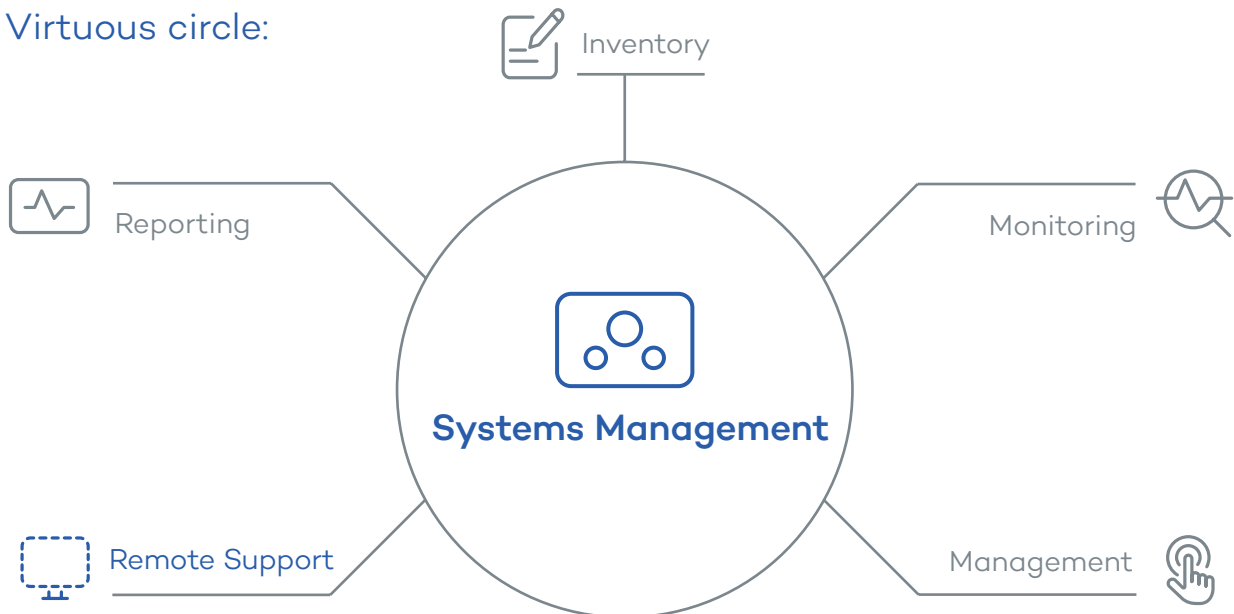 Virtuous circle:
Inventory
Reporting
Monitoring
Systems Management
Remote Support
Management